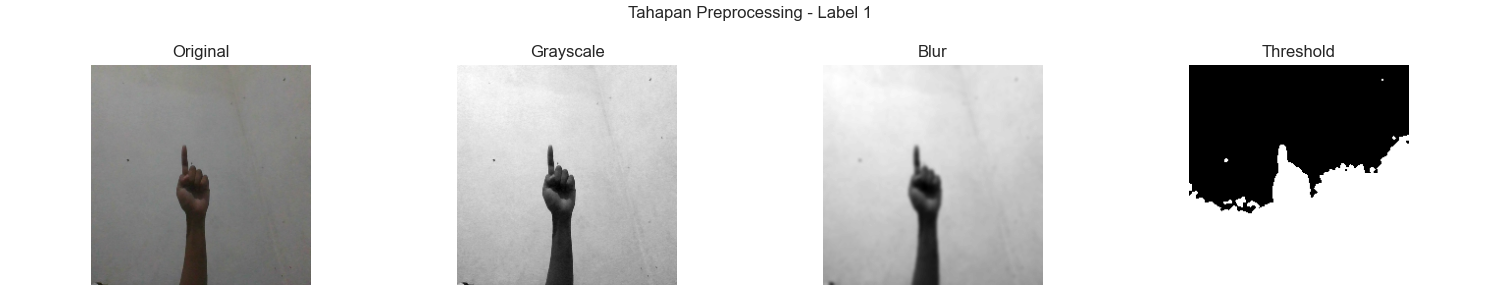 Tahapan Preprocessing - Label 1
Original
Grayscale
Blur
Threshold